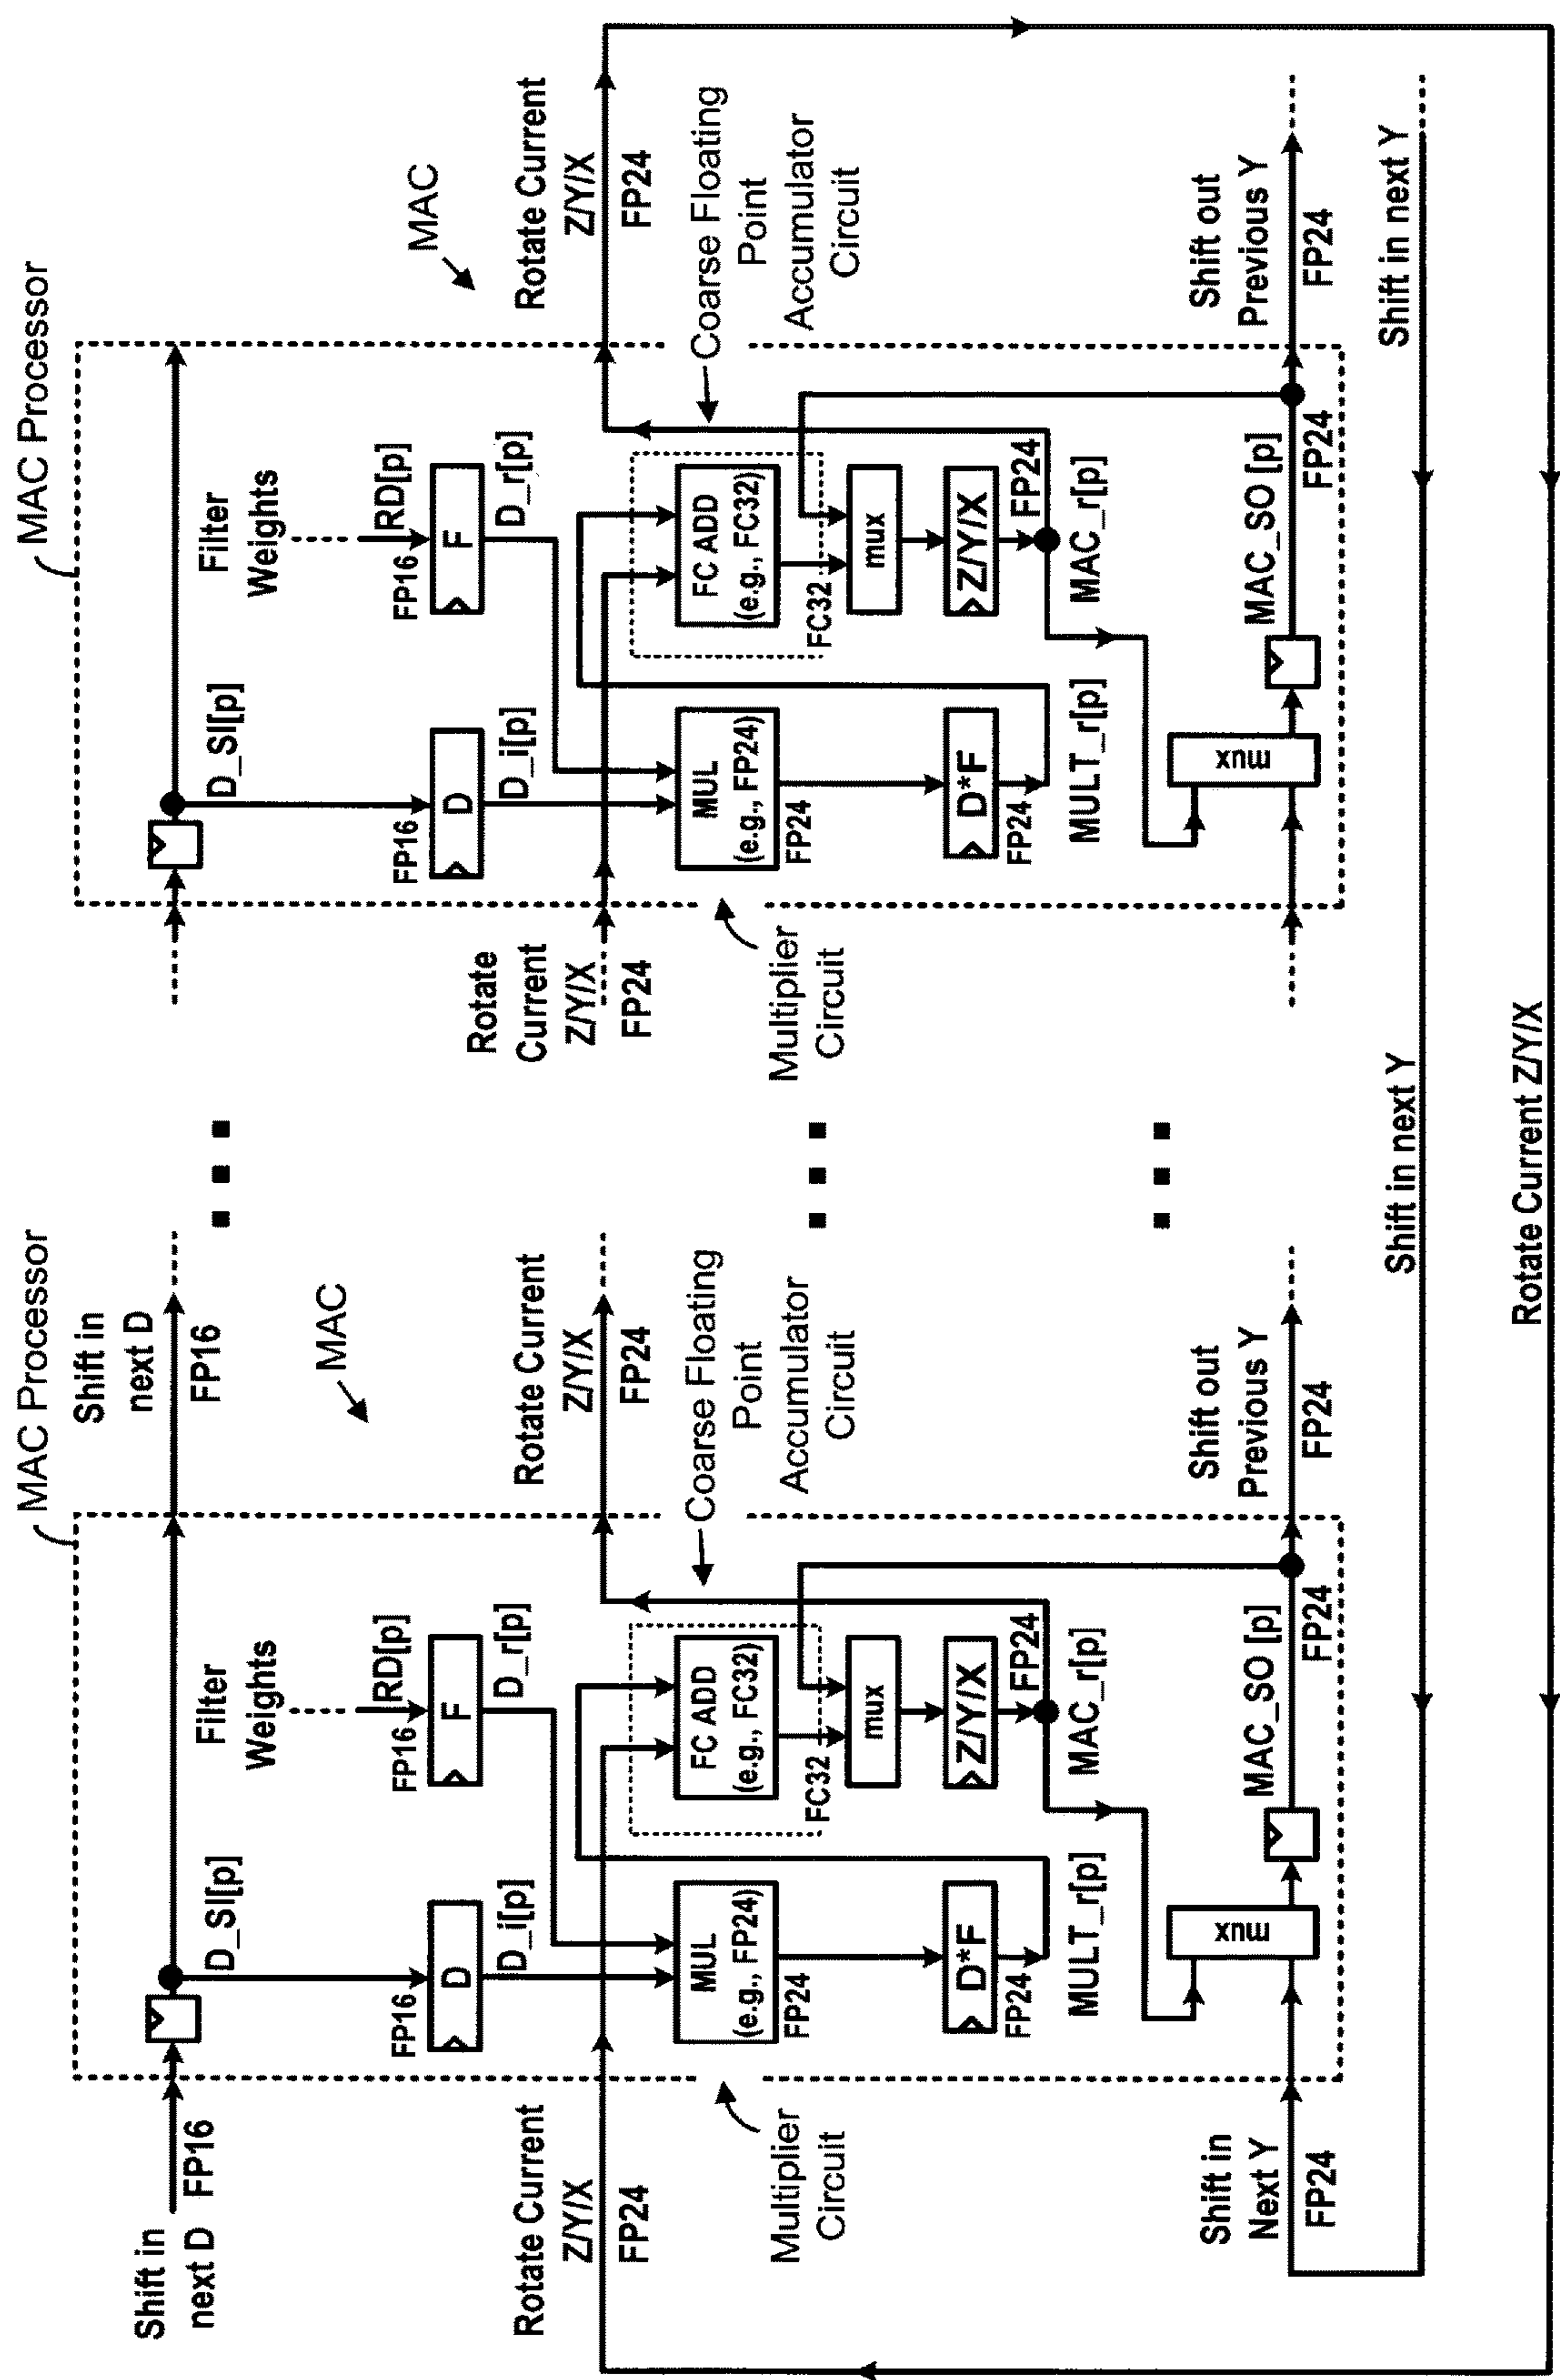 MAC Processor
Shift in
next D
FP16
Shift in
next D
FP16
D_SI[p]
Filter
Weights
RD[p]
FP16
D
FP16
F
D_i[p]
D_r[p]
MAC
Rotate Current
Z/Y/X
FP24
Rotate Current
Z/Y/X
FP24
MUL
(e.g., FP24)
FP24
FC ADD
(e.g., FC32)
FC32
Coarse Floating
Point
Accumulator
Circuit
Multiplier
Circuit
mux
D*F
FP24
Z/Y/X
FP24
MULT_r[p]
MAC_r[p]
mux
MAC_SO [p]
FP24
Shift in
Next Y
FP24
Shift out
Previous Y
FP24
MAC Processor
D_SI[p]
Filter
Weights
RD[p]
FP16
D
FP16
F
D_i[p]
D_r[p]
MAC
Rotate
Current
Z/Y/X
FP24
Rotate Current
Z/Y/X
FP24
MUL
(e.g., FP24)
FP24
FC ADD
(e.g., FC32)
FC32
Coarse Floating
Point
Accumulator
Circuit
Multiplier
Circuit
mux
D*F
FP24
Z/Y/X
FP24
MULT_r[p]
MAC_r[p]
mux
MAC_SO [p]
FP24
Shift out
Previous Y
FP24
Shift in next Y
Shift in next Y
Rotate Current Z/Y/X